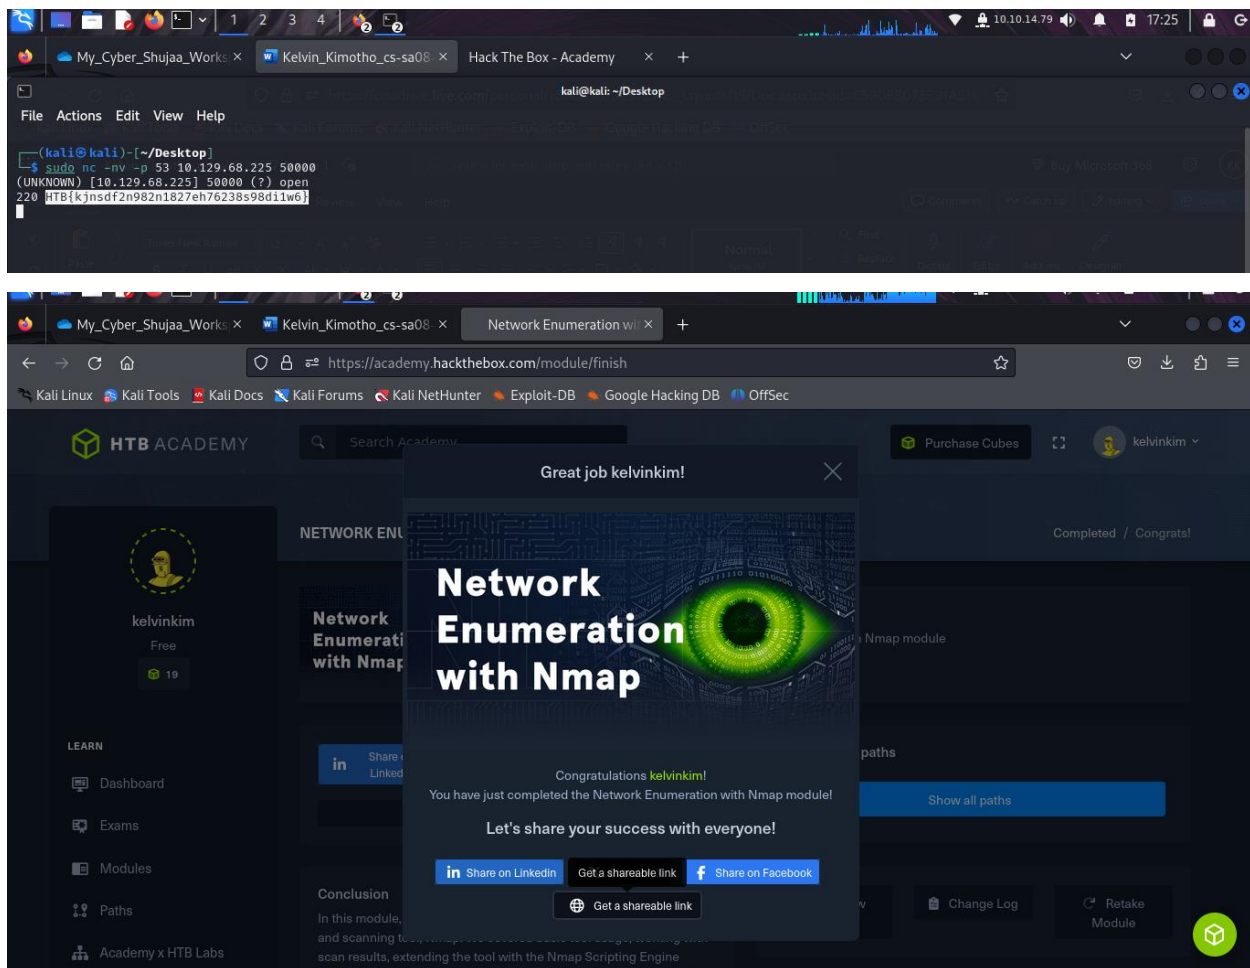 1 2 3 4 2 2 10.10.14.79 17:25
My_Cyber_Shujaa_Works Kelvin_Kimotho_cs-sa08 Hack The Box - Academy
kali@kali: ~/Desktop
File Actions Edit View Help
(kali㉿kali)-[~/Desktop]
$ sudo nc -nv -p 53 10.129.68.225 50000
(UNKNOWN) [10.129.68.225] 50000 (?) open
220 HTB{kjnsdf2n982n1827eh76238s98di1w6}
My_Cyber_Shujaa_Works Kelvin_Kimotho_cs-sa08 Network Enumeration wi
https://academy.hackthebox.com/module/finish
Kali Linux Kali Tools Kali Docs Kali Forums Kali NetHunter Exploit-DB Google Hacking DB OffSec
HTB ACADEMY Search Academy Purchase Cubes kelvinkim
Great job kelvinkim!
NETWORK ENU Completed / Congrats!
Network
Enumeration
with Nmap
kelvinkim
Free
19
Network
Enumerati
with Nmap
Nmap module
LEARN
Dashboard
Exams
Modules
Paths
Academy x HTB Labs
Share
Linked
paths
Show all paths
Congratulations kelvinkim!
You have just completed the Network Enumeration with Nmap module!
Let's share your success with everyone!
Share on Linkedin Get a shareable link Share on Facebook
Get a shareable link
Conclusion
In this module,
and scanning
scan results, extending the tool with the Nmap Scripting Engine
Change Log
Retake
Module